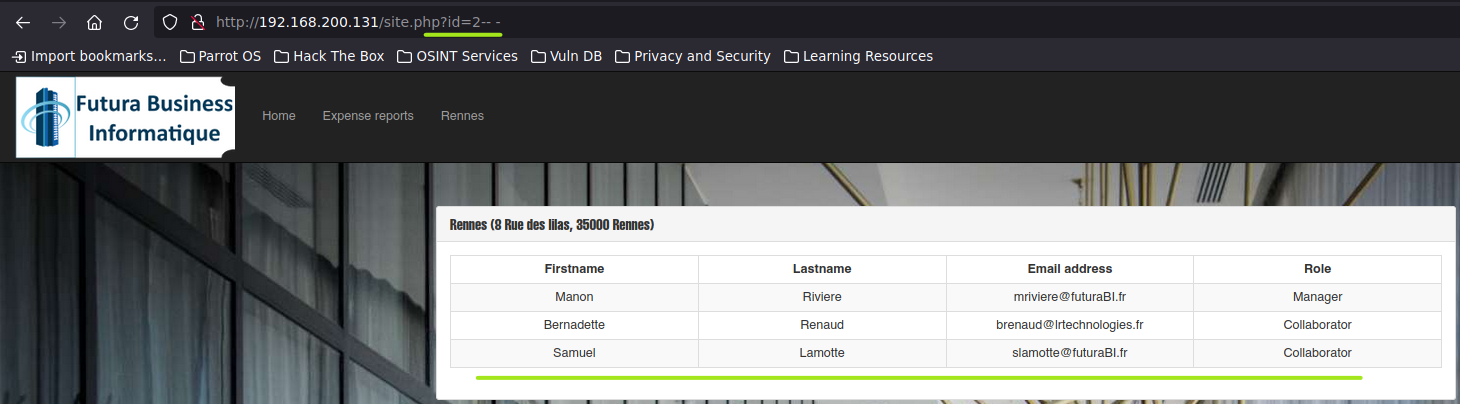 http://192.168.200.131/site.php?id=2-- -
Import bookmarks... Parrot OS Hack The Box OSINT Services Vuln DB Privacy and Security Learning Resources
Futura Business
Informatique
Home Expense reports Rennes
Rennes (8 Rue des lilas, 35000 Rennes)
Firstname Lastname Email address Role
Manon Riviere mriviere@futuraBI.fr Manager
Bernadette Renaud brenaud@lrtechnologies.fr Collaborator
Samuel Lamotte slamotte@futuraBI.fr Collaborator